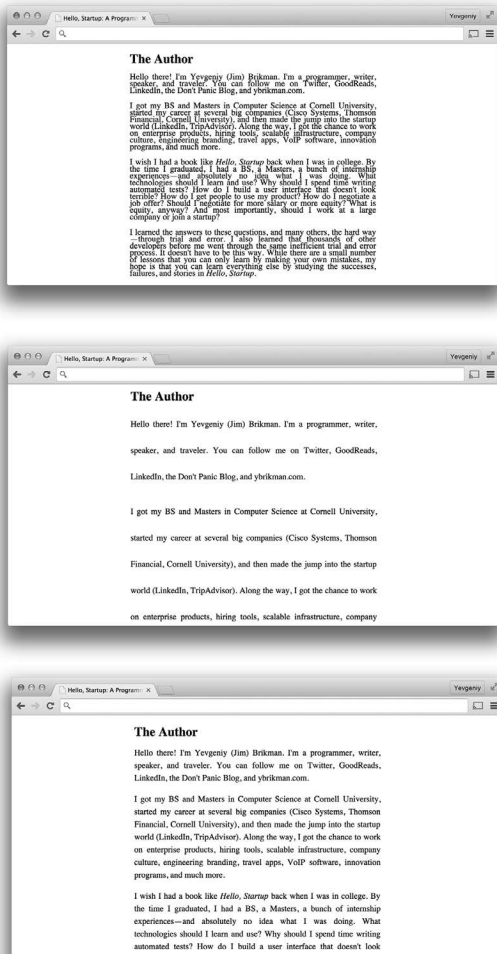 Hello, Startup: A Program
Yevgeniy
The Author
Hello there! I'm Yevgeniy (Jim) Brikman. I'm a programmer, writer,
speaker, and traveler. You can follow me on Twitter, GoodReads,
LinkedIn, the Don't Panic Blog, and ybrikman.com.
I got my BS and Masters in Computer Science at Cornell University,
started my career at several big companies (Cisco Systems, Thomson
Financial, Cornell University), and then made the jump into the startup
world (LinkedIn, TripAdvisor). Along the way, I got the chance to work
on enterprise products, hiring tools, scalable infrastructure, company
culture, engineering branding, travel apps, VoIP software, innovation
programs, and much more.
I wish I had a book like Hello, Startup back when I was in college. By
the time I graduated, I had a BS, a Masters, a bunch of internship
experiences—and absolutely no idea what I was doing. What
technologies should I learn and use? Why should I spend time writing
automated tests? How do I build a user interface that doesn't look
terrible? How do I get people to use my product? How do I negotiate a
job offer? Should I negotiate for more salary or more equity? What is
equity, anyway? And most importantly, should I work at a large
company or join a startup?
I learned the answers to these questions, and many others, the hard way
—through trial and error. I also learned that thousands of other
developers before me went through the same inefficient trial and error
process. It doesn't have to be this way. While there are a small number
of lessons that you can only learn by making your own mistakes, my
hope is that you can learn everything else by studying the successes,
failures, and stories in Hello, Startup.
Hello, Startup: A Program
Yevgeniy
The Author
Hello there! I'm Yevgeniy (Jim) Brikman. I'm a programmer, writer,
speaker, and traveler. You can follow me on Twitter, GoodReads,
LinkedIn, the Don't Panic Blog, and ybrikman.com.
I got my BS and Masters in Computer Science at Cornell University,
started my career at several big companies (Cisco Systems, Thomson
Financial, Cornell University), and then made the jump into the startup
world (LinkedIn, TripAdvisor). Along the way, I got the chance to work
on enterprise products, hiring tools, scalable infrastructure, company
Hello, Startup: A Program
Yevgeniy
The Author
Hello there! I'm Yevgeniy (Jim) Brikman. I'm a programmer, writer,
speaker, and traveler. You can follow me on Twitter, GoodReads,
LinkedIn, the Don't Panic Blog, and ybrikman.com.
I got my BS and Masters in Computer Science at Cornell University,
started my career at several big companies (Cisco Systems, Thomson
Financial, Cornell University), and then made the jump into the startup
world (LinkedIn, TripAdvisor). Along the way, I got the chance to work
on enterprise products, hiring tools, scalable infrastructure, company
culture, engineering branding, travel apps, VoIP software, innovation
programs, and much more.
I wish I had a book like Hello, Startup back when I was in college. By
the time I graduated, I had a BS, a Masters, a bunch of internship
experiences—and absolutely no idea what I was doing. What
technologies should I learn and use? Why should I spend time writing
automated tests? How do I build a user interface that doesn't look